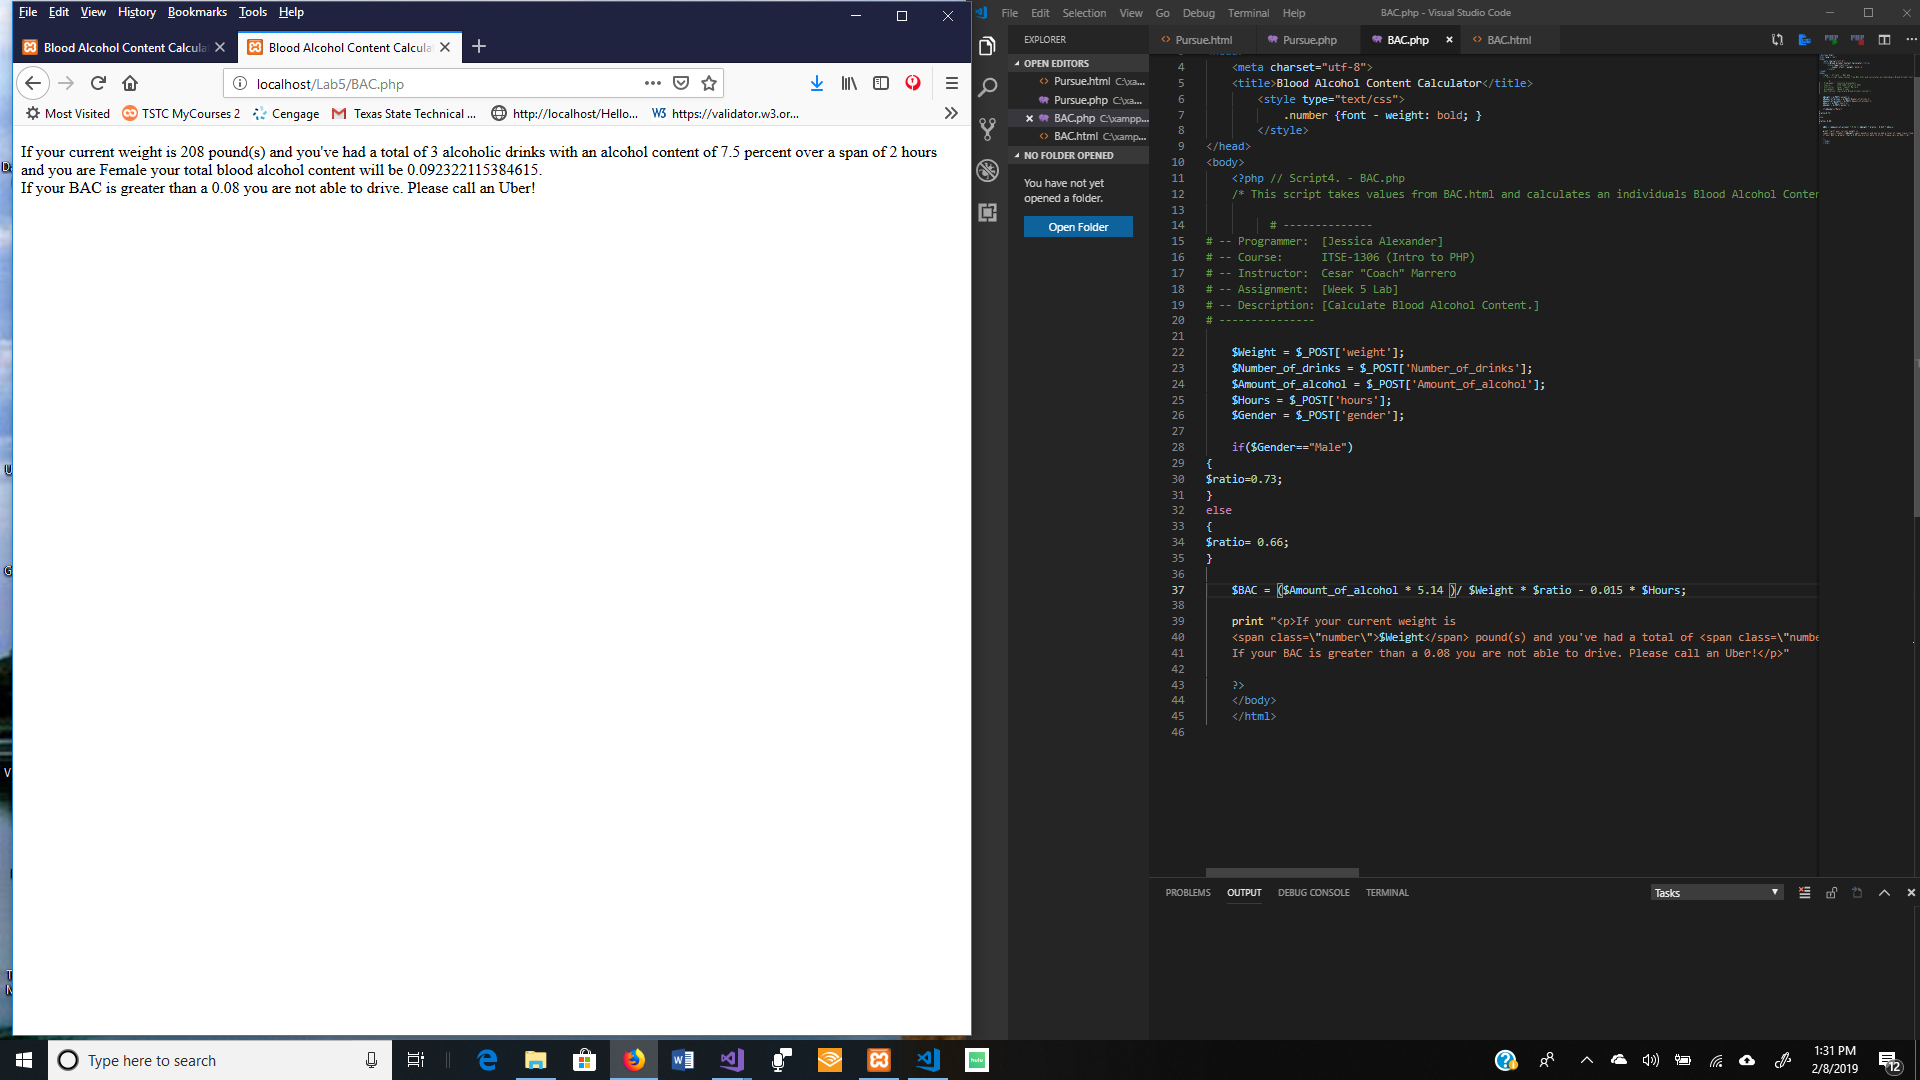 File Edit View History Bookmarks Tools Help
Blood Alcohol Content Calcula
Blood Alcohol Content Calcula
localhost/Lab5/BAC.php
Most Visited TSTC MyCourses 2 Cengage Texas State Technical ... http://localhost/Hello... https://validator.w3.or...
If your current weight is 208 pound(s) and you've had a total of 3 alcoholic drinks with an alcohol content of 7.5 percent over a span of 2 hours
and you are Female your total blood alcohol content will be 0.092322115384615.
If your BAC is greater than a 0.08 you are not able to drive. Please call an Uber!
File Edit Selection View Go Debug Terminal Help BAC.php - Visual Studio Code
EXPLORER
OPEN EDITORS
Pursue.html C:\xa...
Pursue.php C:\xa...
BAC.php C:\xampp...
BAC.html C:\xamp...
NO FOLDER OPENED
You have not yet
opened a folder.
Open Folder
Pursue.html Pursue.php BAC.php BAC.html
4 <meta charset="utf-8">
5 <title>Blood Alcohol Content Calculator</title>
6 <style type="text/css">
7 .number {font - weight: bold; }
8 </style>
9 </head>
10 <body>
11 <?php // Script4. - BAC.php
12 /* This script takes values from BAC.html and calculates an individuals Blood Alcohol Conter
13
14 # --------------
15 # -- Programmer: [Jessica Alexander]
16 # -- Course: ITSE-1306 (Intro to PHP)
17 # -- Instructor: Cesar "Coach" Marrero
18 # -- Assignment: [Week 5 Lab]
19 # -- Description: [Calculate Blood Alcohol Content.]
20 # ---------------
21
22 $Weight = $_POST['weight'];
23 $Number_of_drinks = $_POST['Number_of_drinks'];
24 $Amount_of_alcohol = $_POST['Amount_of_alcohol'];
25 $Hours = $_POST['hours'];
26 $Gender = $_POST['gender'];
27
28 if($Gender=="Male")
29 {
30 $ratio=0.73;
31 }
32 else
33 {
34 $ratio= 0.66;
35 }
36
37 $BAC = ($Amount_of_alcohol * 5.14 )/ $Weight * $ratio - 0.015 * $Hours;
38
39 print "<p>If your current weight is
40 <span class=\"number\">$Weight</span> pound(s) and you've had a total of <span class=\"numbe
41 If your BAC is greater than a 0.08 you are not able to drive. Please call an Uber!</p>"
42
43 ?>
44 </body>
45 </html>
46
PROBLEMS OUTPUT DEBUG CONSOLE TERMINAL Tasks
Type here to search
hulu
1:31 PM
2/8/2019
12